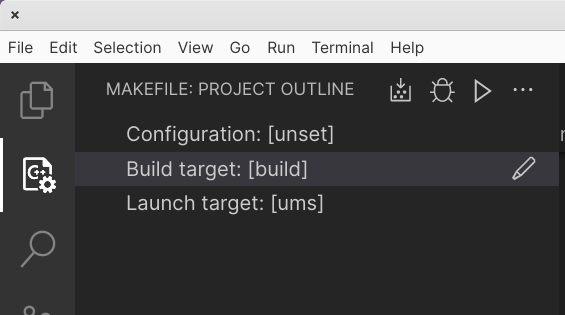 File Edit Selection View Go Run Terminal Help
MAKEFILE: PROJECT OUTLINE
Configuration: [unset]
Build target: [build]
Launch target: [ums]